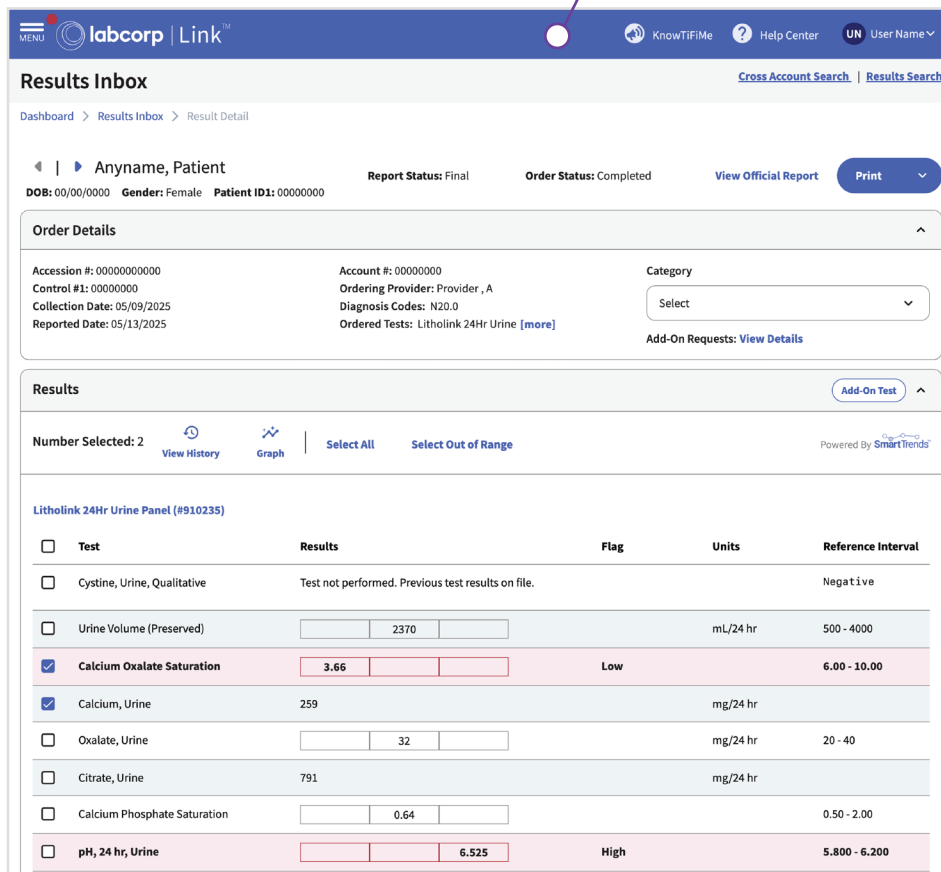 MENU labcorp | Link™ KnowTiFiMe ? Help Center UN User Name
Results Inbox Cross Account Search | Results Search
Dashboard > Results Inbox > Result Detail
| Anyname, Patient
Report Status: Final Order Status: Completed View Official Report Print
DOB: 00/00/0000 Gender: Female Patient ID1: 00000000
Order Details
Accession #: 00000000000 Account #: 00000000 Category
Control #1: 00000000 Ordering Provider: Provider , A
Collection Date: 05/09/2025 Diagnosis Codes: N20.0 Select
Reported Date: 05/13/2025 Ordered Tests: Litholink 24Hr Urine [more]
Add-On Requests: View Details
Results Add-On Test
Number Selected: 2 View History Graph | Select All Select Out of Range Powered By SmartTrends™
Litholink 24Hr Urine Panel (#910235)
Test Results Flag Units Reference Interval
Cystine, Urine, Qualitative Test not performed. Previous test results on file. Negative
Urine Volume (Preserved) 2370 mL/24 hr 500 - 4000
Calcium Oxalate Saturation 3.66 Low 6.00 - 10.00
Calcium, Urine 259 mg/24 hr
Oxalate, Urine 32 mg/24 hr 20 - 40
Citrate, Urine 791 mg/24 hr
Calcium Phosphate Saturation 0.64 0.50 - 2.00
pH, 24 hr, Urine 6.525 High 5.800 - 6.200